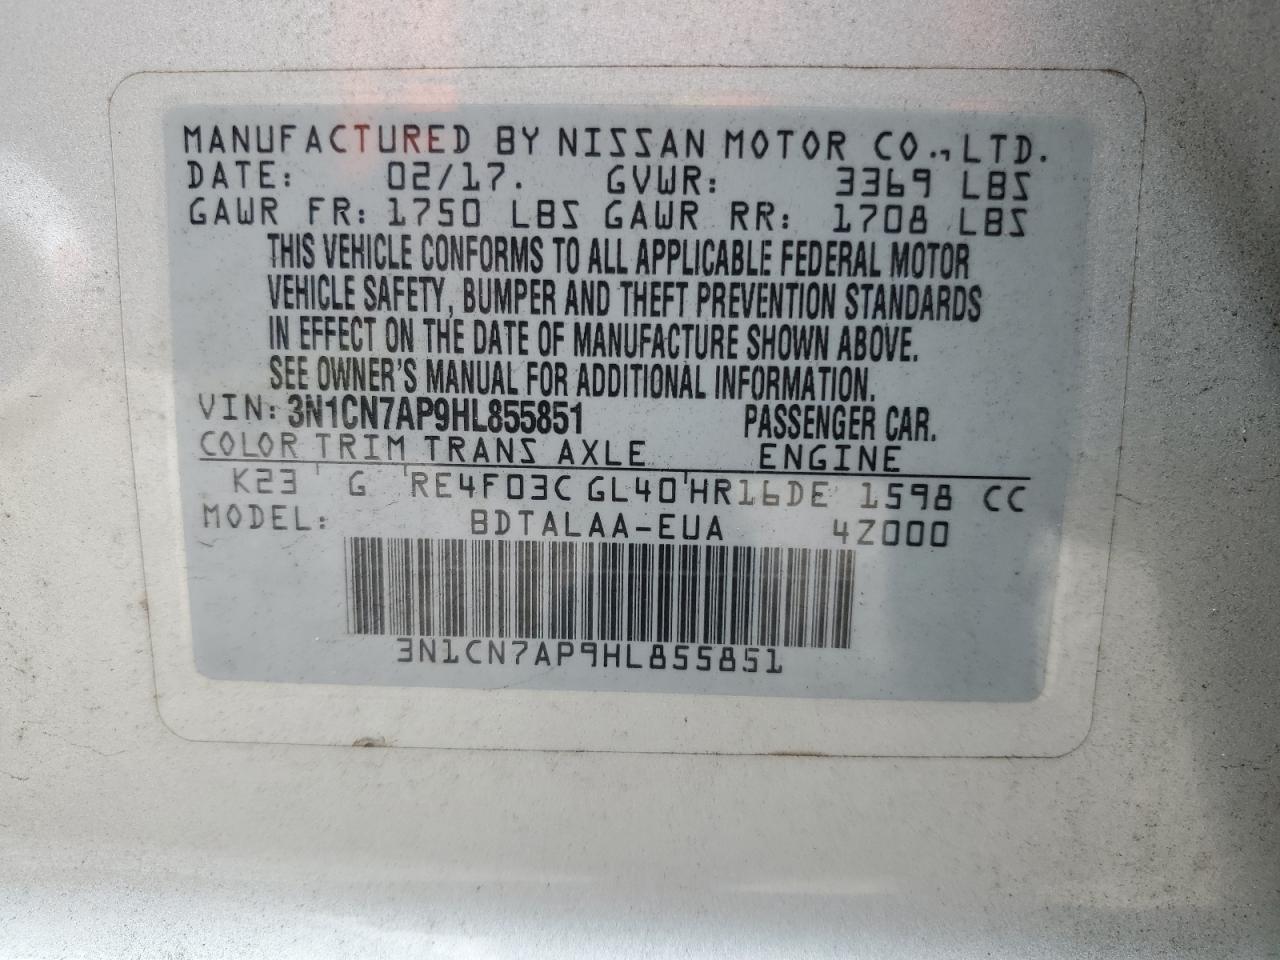 MANUFACTURED BY NISSAN MOTOR CO., LTD.
DATE: 02/17. GVWR: 3369 LBS
GAWR FR: 1750 LBS GAWR RR: 1708 LBS
THIS VEHICLE CONFORMS TO ALL APPLICABLE FEDERAL MOTOR
VEHICLE SAFETY, BUMPER AND THEFT PREVENTION STANDARDS
IN EFFECT ON THE DATE OF MANUFACTURE SHOWN ABOVE.
SEE OWNER'S MANUAL FOR ADDITIONAL INFORMATION.
VIN: 3N1CN7AP9HL855851 PASSENGER CAR.
COLOR TRIM TRANS AXLE ENGINE
K23 G RE4F03C GL40 HR16DE 1598 CC
MODEL: BDTALAA-EUA 4Z000
3N1CN7AP9HL855851